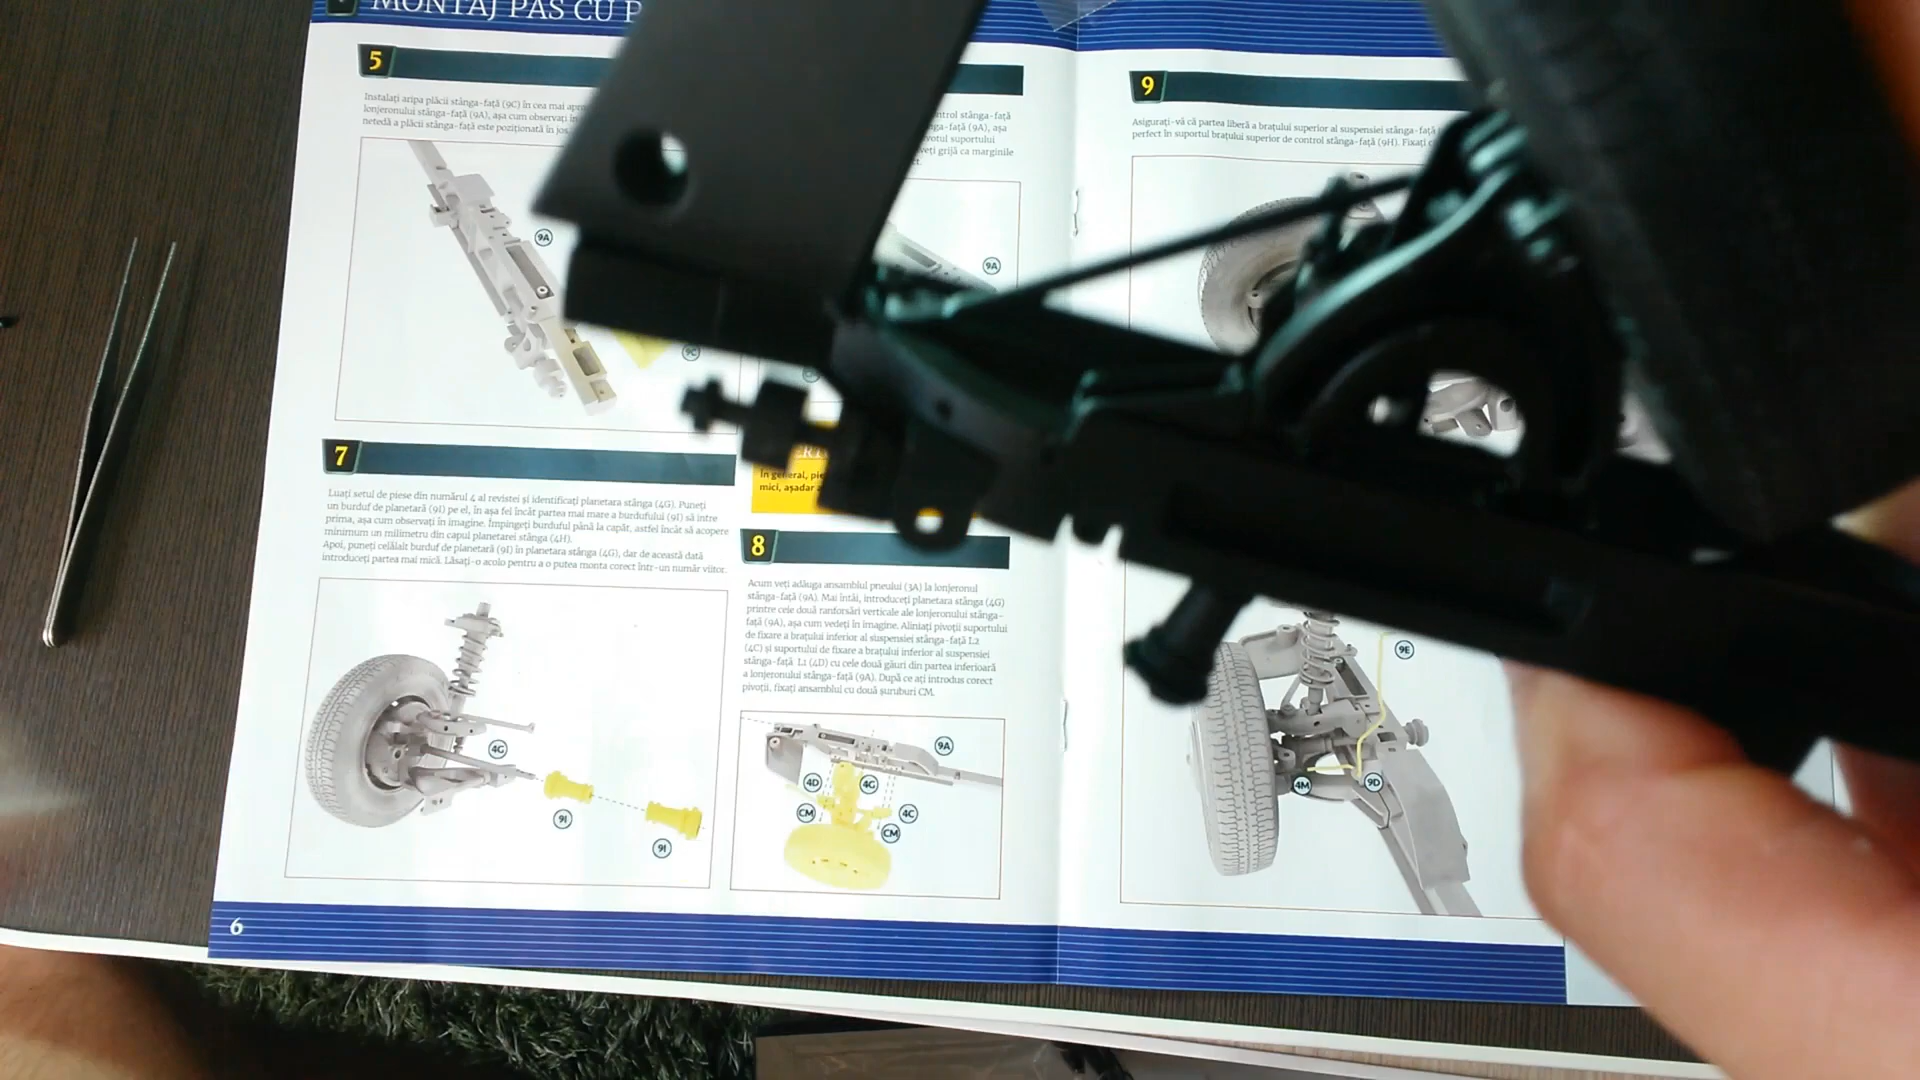 MONTAJ PAS CU P
5
Instalați aripa plăcii stânga-față (9C) în cea mai
lonjeronului stânga-față (9A), așa cum observați în
netedă a plăcii stânga-față este poziționată în jos.
9A
9C
control stânga-față
(9A), așa
pivotul suportului
aveți grijă ca marginile
9A
7
Luați setul de piese din numărul 4 al revistei și identificați planetara stânga (4G). Puneți
un burduf de planetară (9I) pe el, în așa fel încât partea mai mare a burdufului (9I) să intre
prima, așa cum observați în imagine. Împingeți burduful până la capăt, astfel încât să acopere
minimum un milimetru din capul planetarei stânga (4H).
Apoi, puneți celălalt burduf de planetară (9I) în planetara stânga (4G), dar de această dată
introduceți partea mai mică. Lăsați-o acolo pentru a o putea monta corect într-un număr viitor.
4G
9I
9I
În general, pie
mici, așadar a
8
Acum veți adăuga ansamblul pneului (3A) la lonjeronul
stânga-față (9A). Mai întâi, introduceți planetara stânga (4G)
printre cele două ranforsări verticale ale lonjeronului stânga-
față (9A), așa cum vedeți în imagine. Aliniați pivoții suportului
de fixare a brațului inferior al suspensiei stânga-față L2
(4C) și suportului de fixare a brațului inferior al suspensiei
stânga-față L1 (4D) cu cele două găuri din partea inferioară
a lonjeronului stânga-față (9A). După ce ați introdus corect
pivoții, fixați ansamblul cu două șuruburi CM.
9A
4D
4G
CM
4C
CM
6
9
Asigurați-vă că partea liberă a brațului superior al suspensiei stânga-față
perfect în suportul brațului superior de control stânga-față (9H). Fixați
9E
4M
9D